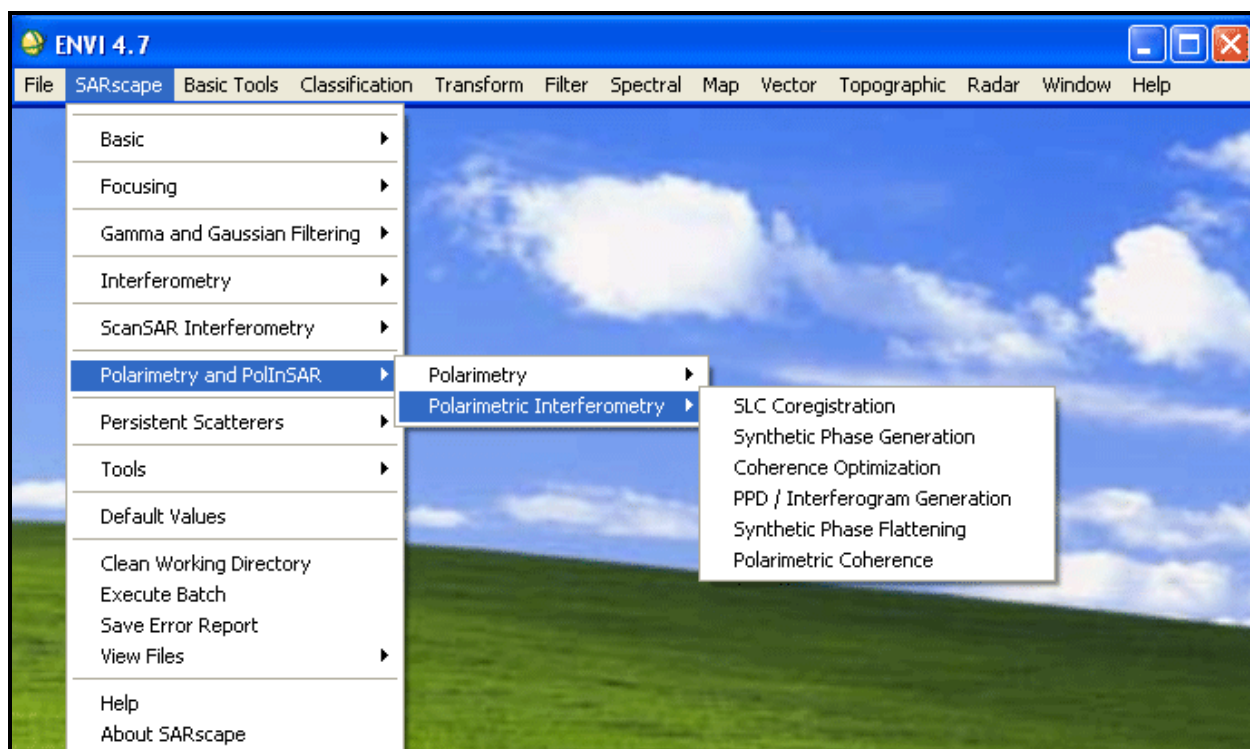 ENVI 4.7
File SARscape Basic Tools Classification Transform Filter Spectral Map Vector Topographic Radar Window Help
Basic
Focusing
Gamma and Gaussian Filtering
Interferometry
ScanSAR Interferometry
Polarimetry and PolInSAR
Persistent Scatterers
Tools
Default Values
Clean Working Directory
Execute Batch
Save Error Report
View Files
Help
About SARscape
Polarimetry
Polarimetric Interferometry
SLC Coregistration
Synthetic Phase Generation
Coherence Optimization
PPD / Interferogram Generation
Synthetic Phase Flattening
Polarimetric Coherence